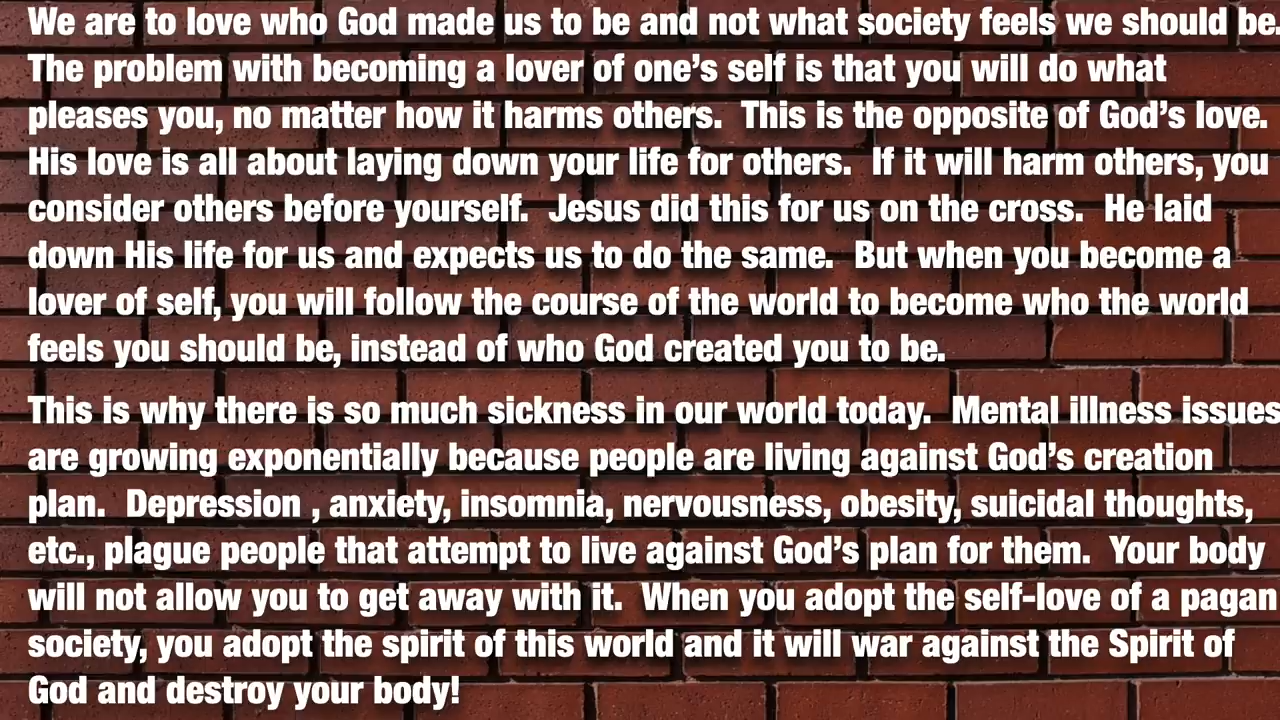 We are to love who God made us to be and not what society feels we should be.
The problem with becoming a lover of one’s self is that you will do what
pleases you, no matter how it harms others.  This is the opposite of God’s love.
His love is all about laying down your life for others.  If it will harm others, you
consider others before yourself.  Jesus did this for us on the cross.  He laid
down His life for us and expects us to do the same.  But when you become a
lover of self, you will follow the course of the world to become who the world
feels you should be, instead of who God created you to be.
This is why there is so much sickness in our world today.  Mental illness issues
are growing exponentially because people are living against God’s creation
plan.  Depression , anxiety, insomnia, nervousness, obesity, suicidal thoughts,
etc., plague people that attempt to live against God’s plan for them.  Your body
will not allow you to get away with it.  When you adopt the self-love of a pagan
society, you adopt the spirit of this world and it will war against the Spirit of
God and destroy your body!